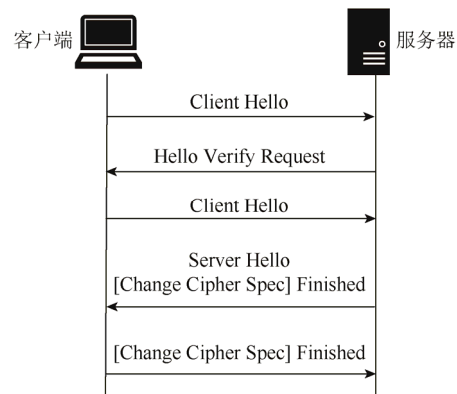 客户端
服务器
Client Hello
Hello Verify Request
Client Hello
Server Hello
[Change Cipher Spec] Finished
[Change Cipher Spec] Finished